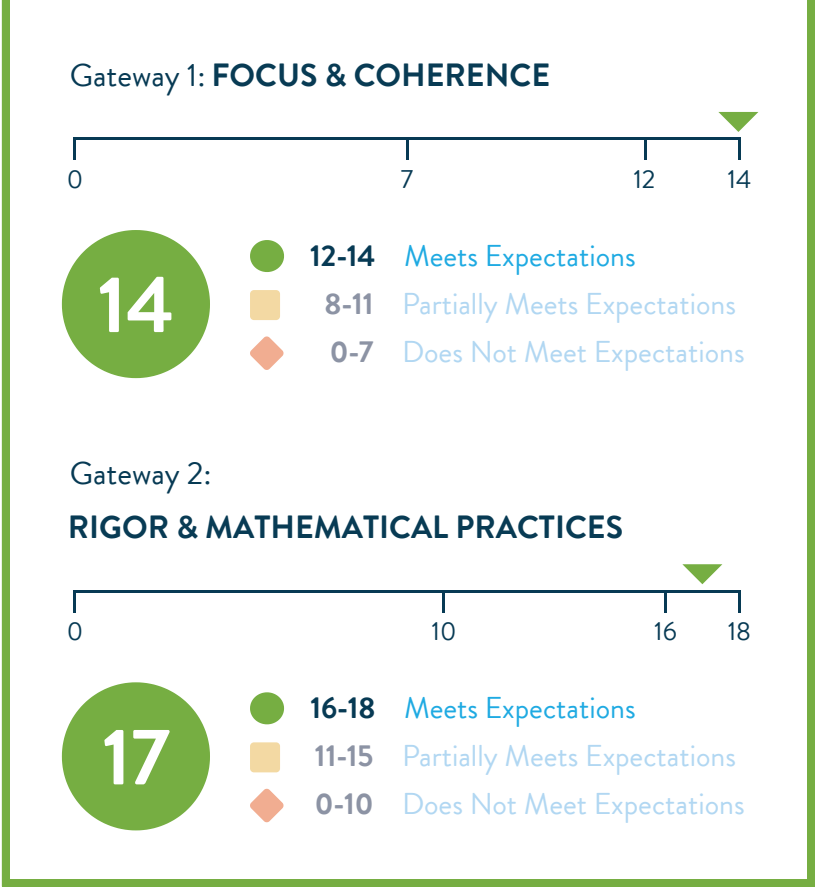 Gateway 1: FOCUS & COHERENCE
0 7 12 14
14
12-14 Meets Expectations
8-11 Partially Meets Expectations
0-7 Does Not Meet Expectations
Gateway 2:
RIGOR & MATHEMATICAL PRACTICES
0 10 16 18
17
16-18 Meets Expectations
11-15 Partially Meets Expectations
0-10 Does Not Meet Expectations